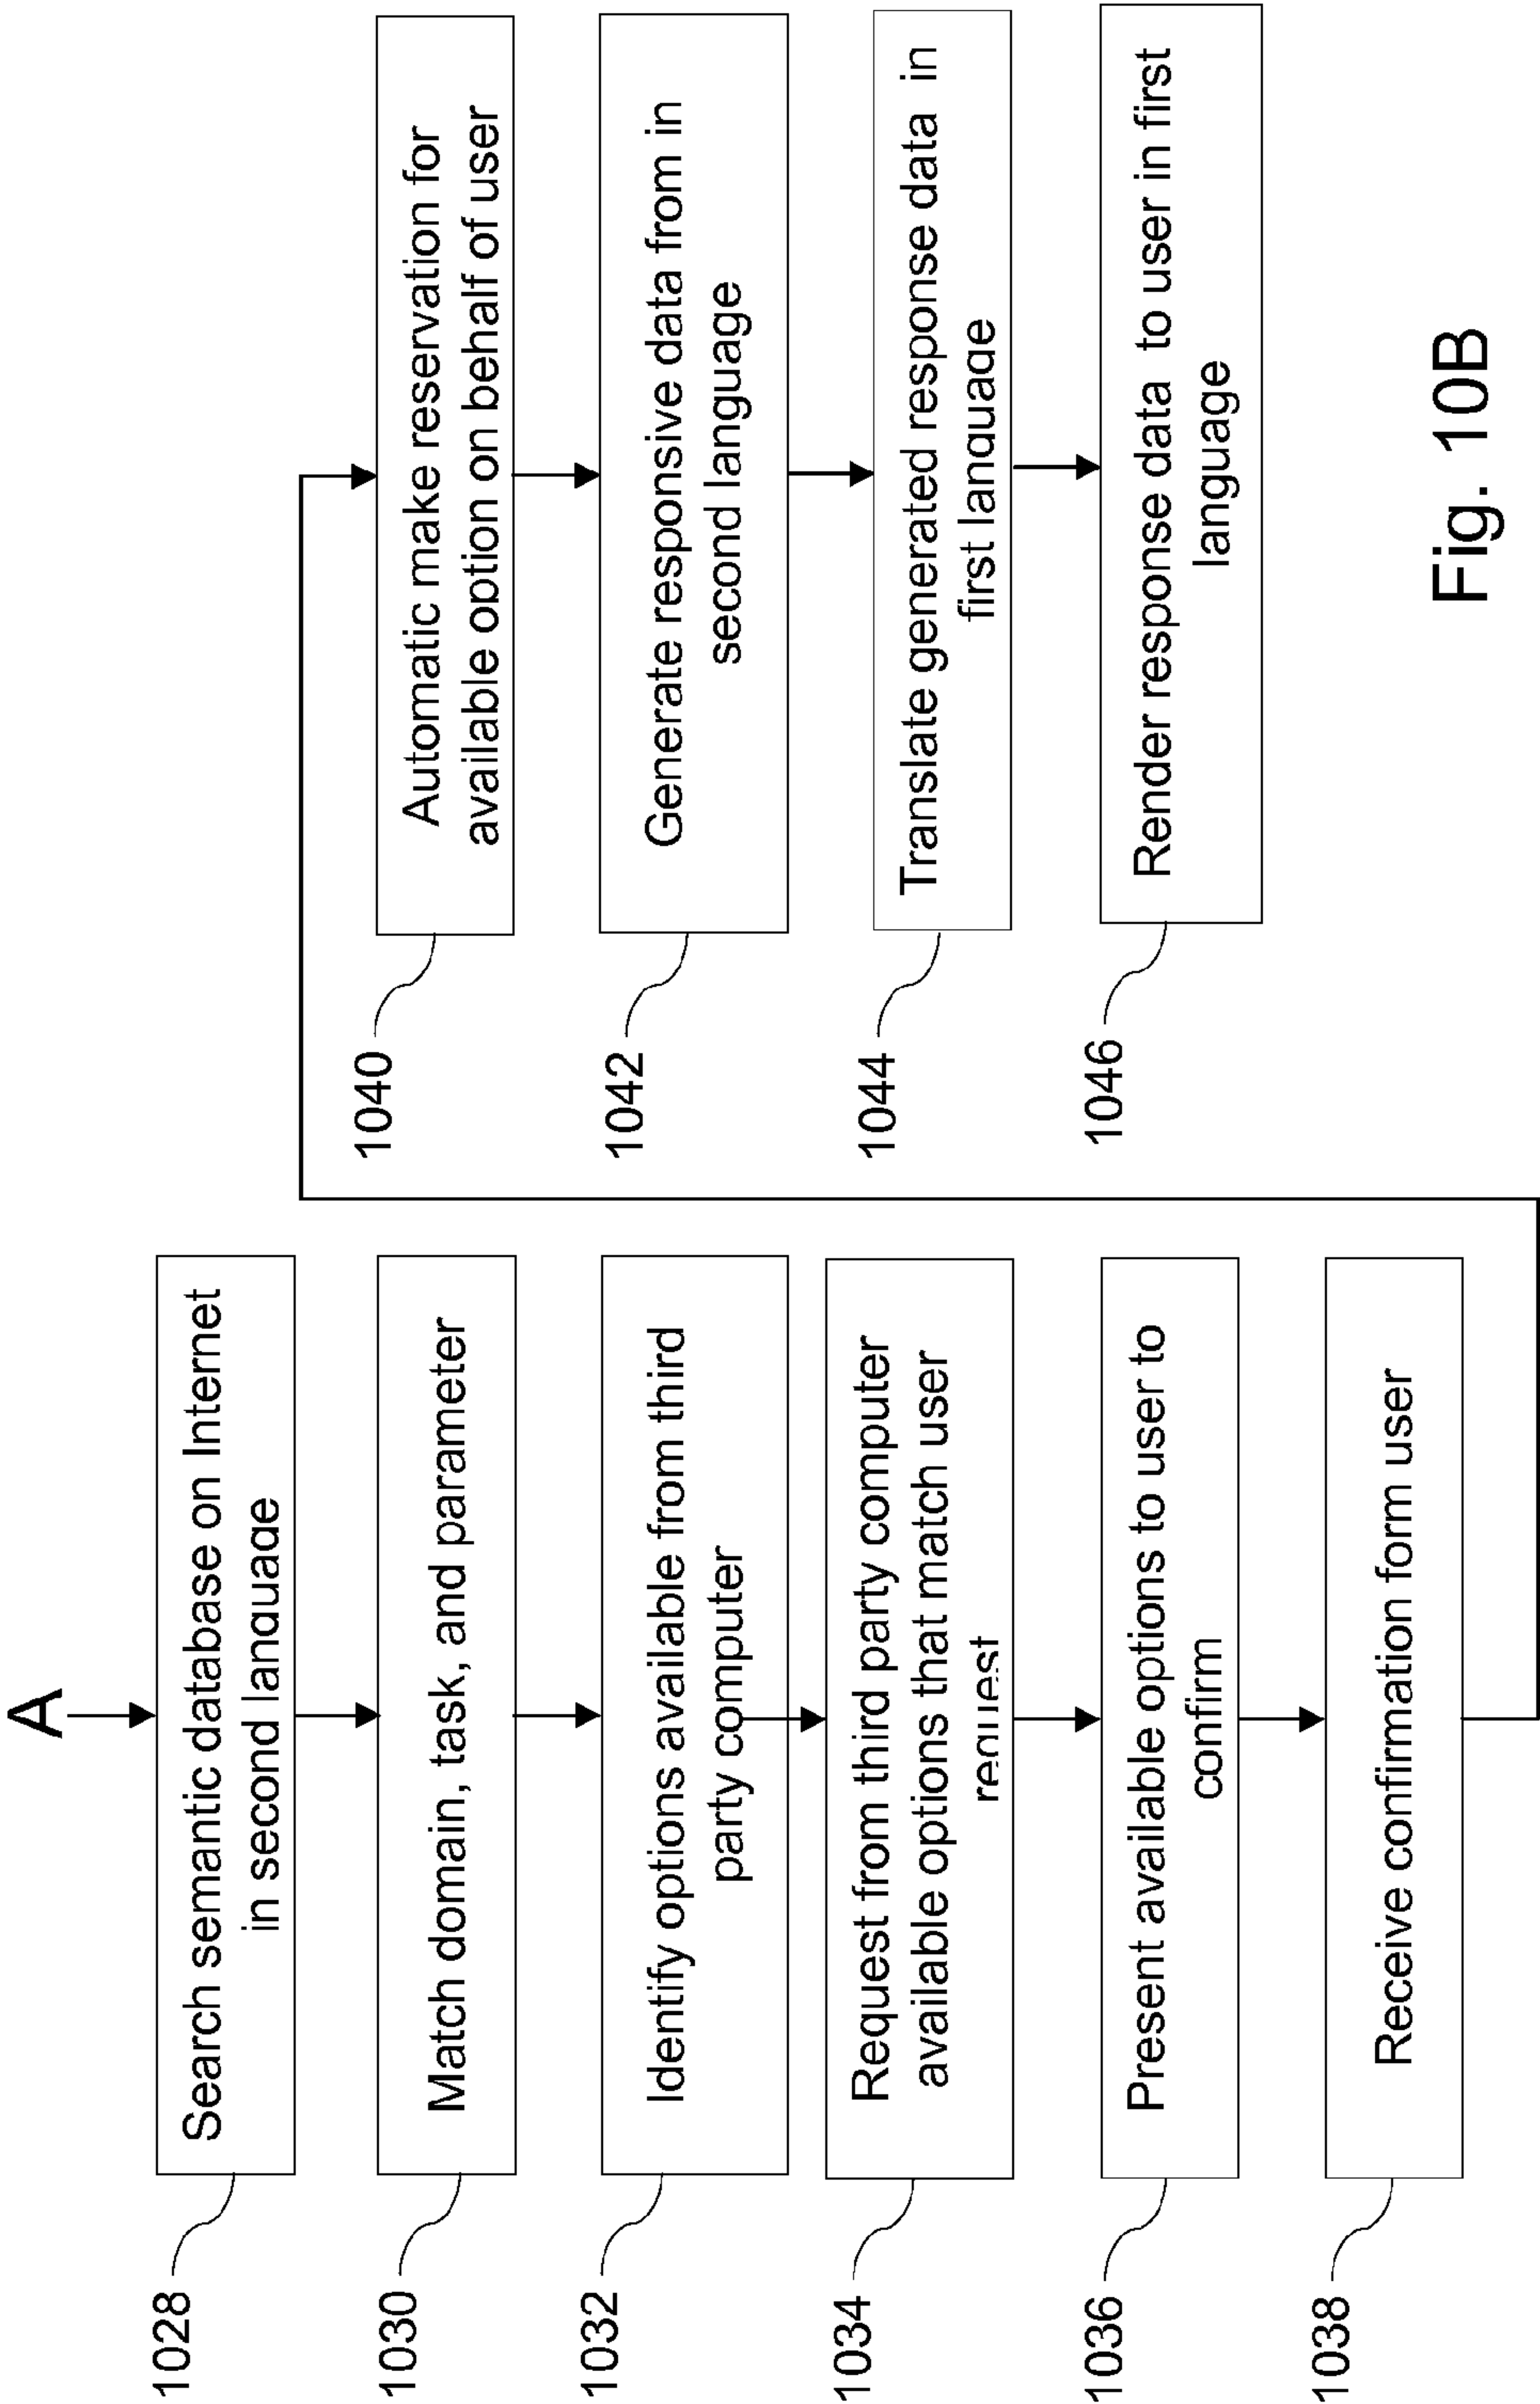 A
1028
Search semantic database on Internet
in second language
1030
Match domain, task, and parameter
1032
Identify options available from third
party computer
1034
Request from third party computer
available options that match user
request
1036
Present available options to user to
confirm
1038
Receive confirmation form user
1040
Automatic make reservation for
available option on behalf of user
1042
Generate responsive data from in
second language
1044
Translate generated response data in
first language
1046
Render response data to user in first
language
Fig. 10B